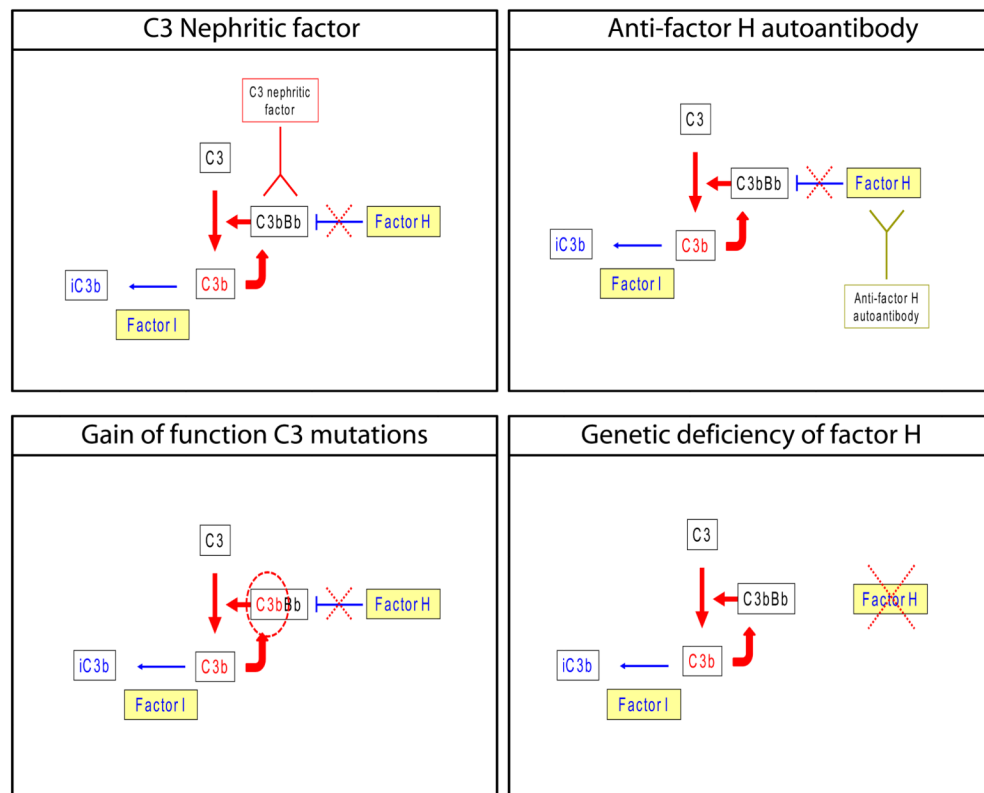 C3 Nephritic factor
C3 nephritic
factor
C3
C3bBb
Factor H
iC3b
C3b
Factor I
Anti-factor H autoantibody
C3
C3bBb
Factor H
iC3b
C3b
Factor I
Anti-factor H
autoantibody
Gain of function C3 mutations
C3
C3bBb
Factor H
iC3b
C3b
Factor I
Genetic deficiency of factor H
C3
C3bBb
Factor H
iC3b
C3b
Factor I